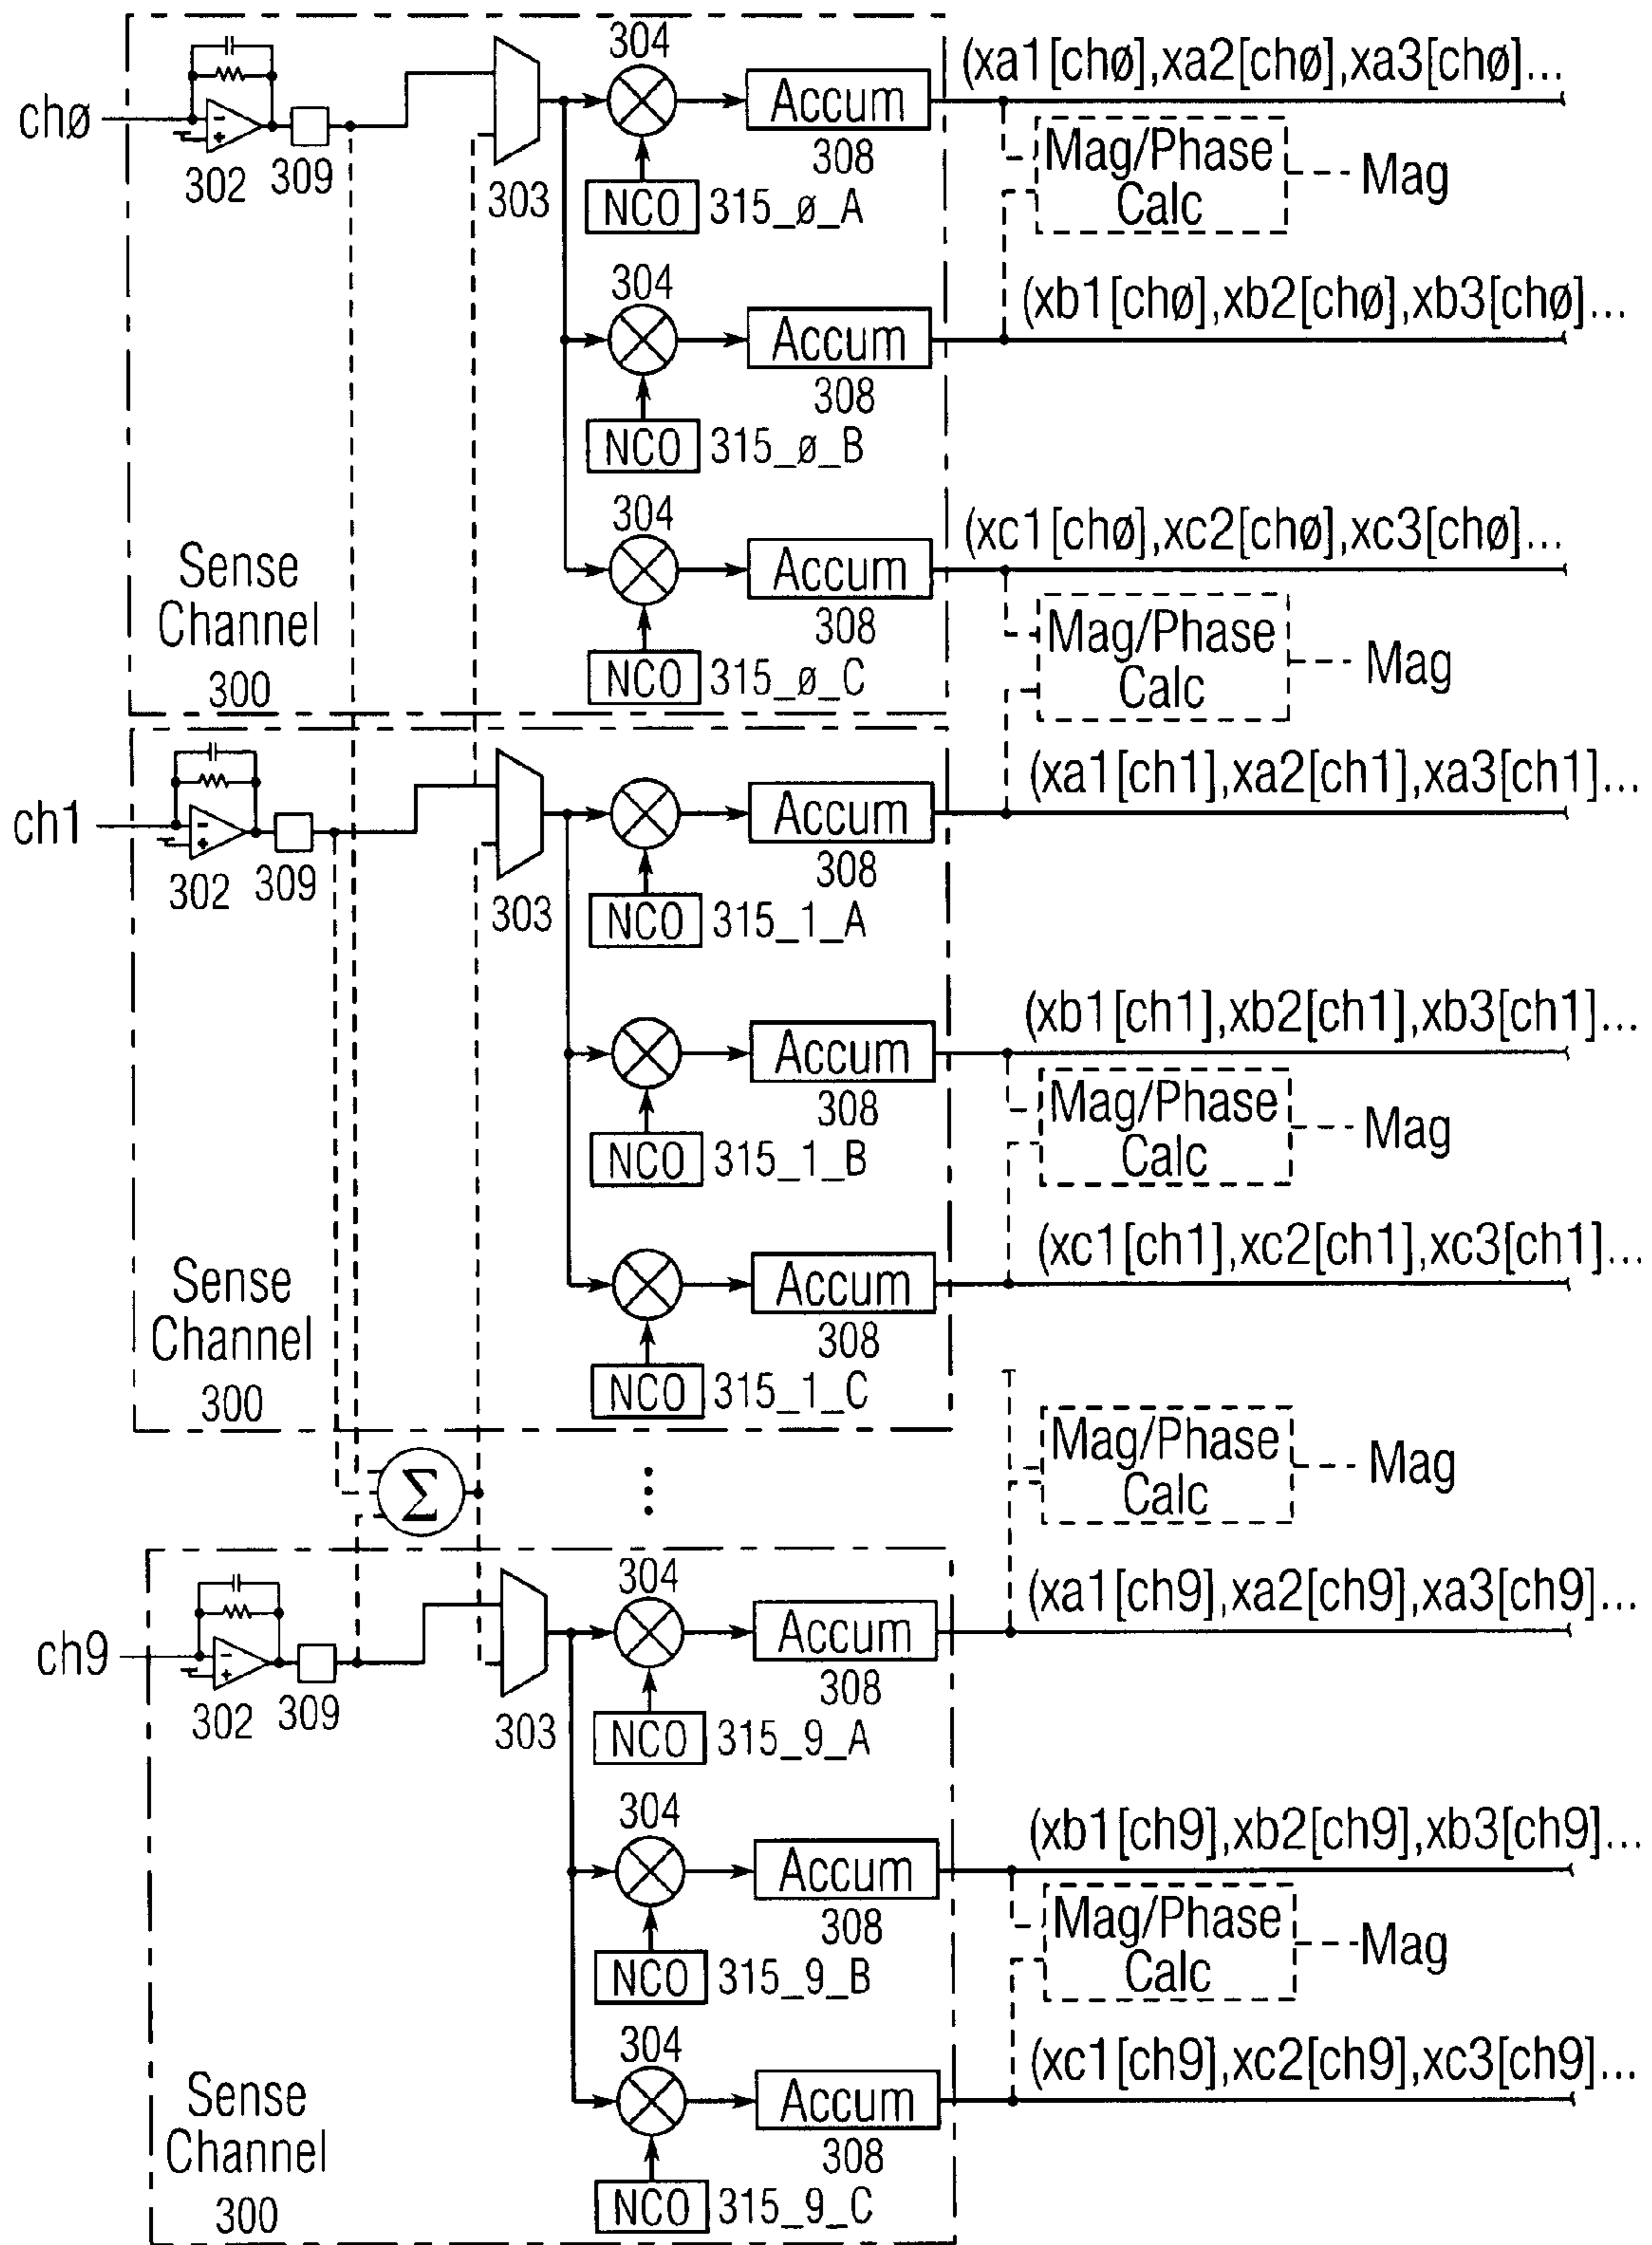 304
(xa1[chø],xa2[chø],xa3[chø]...
chø
302
309
303
Accum
308
NCO
315_ø_A
Mag/Phase
Calc
Mag
304
(xb1[chø],xb2[chø],xb3[chø]...
Accum
308
NCO
315_ø_B
304
(xc1[chø],xc2[chø],xc3[chø]...
Accum
308
NCO
315_ø_C
Sense
Channel
300
Mag/Phase
Calc
Mag
(xa1[ch1],xa2[ch1],xa3[ch1]...
ch1
302
309
303
Accum
308
NCO
315_1_A
(xb1[ch1],xb2[ch1],xb3[ch1]...
Accum
308
NCO
315_1_B
Mag/Phase
Calc
Mag
(xc1[ch1],xc2[ch1],xc3[ch1]...
Accum
308
NCO
315_1_C
Sense
Channel
300
Mag/Phase
Calc
Mag
Σ
304
(xa1[ch9],xa2[ch9],xa3[ch9]...
ch9
302
309
303
Accum
308
NCO
315_9_A
304
(xb1[ch9],xb2[ch9],xb3[ch9]...
Accum
308
NCO
315_9_B
Mag/Phase
Calc
Mag
304
(xc1[ch9],xc2[ch9],xc3[ch9]...
Accum
308
NCO
315_9_C
Sense
Channel
300